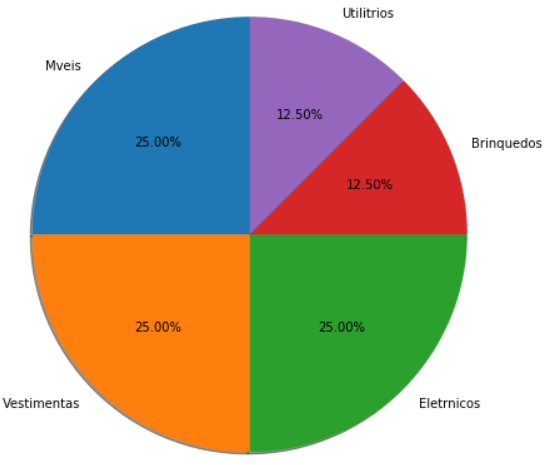 Utilitrios
Mveis
12.50%
25.00%
Brinquedos
12.50%
25.00%
25.00%
Vestimentas
Eletrnicos